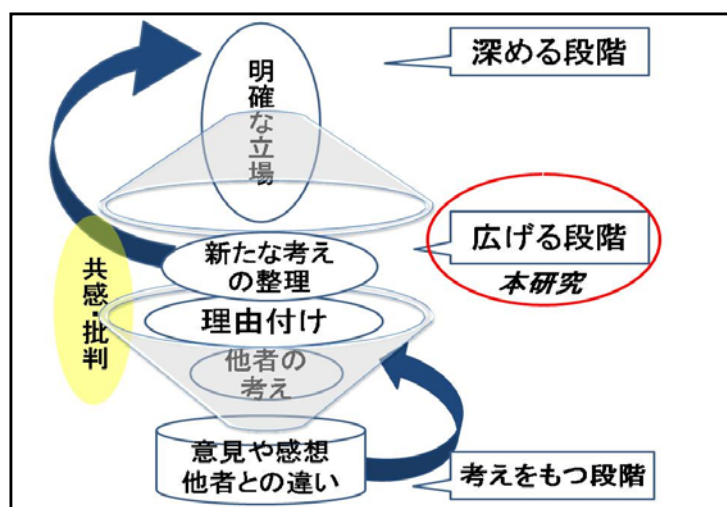 深める段階
明確な立場
広げる段階
本研究
新たな考え
の整理
共感・批判
理由付け
他者の
考え
意見や感想
他者との違い
考えをもつ段階